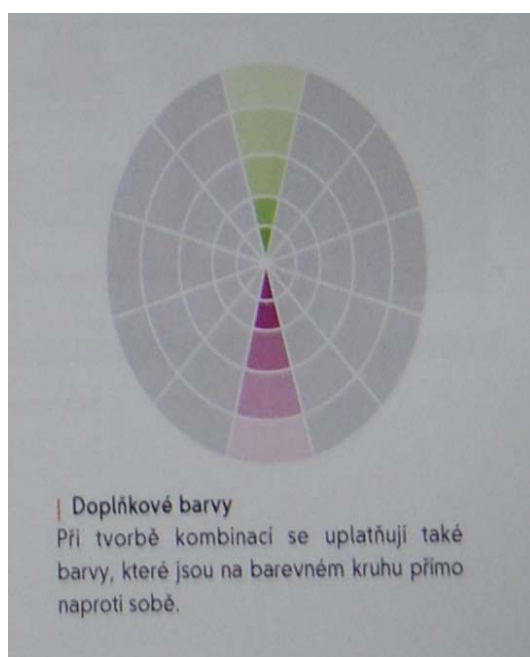 Doplňkové barvy
Při tvorbě kombinací se uplatňují také
barvy, které jsou na barevném kruhu přímo
naproti sobě.